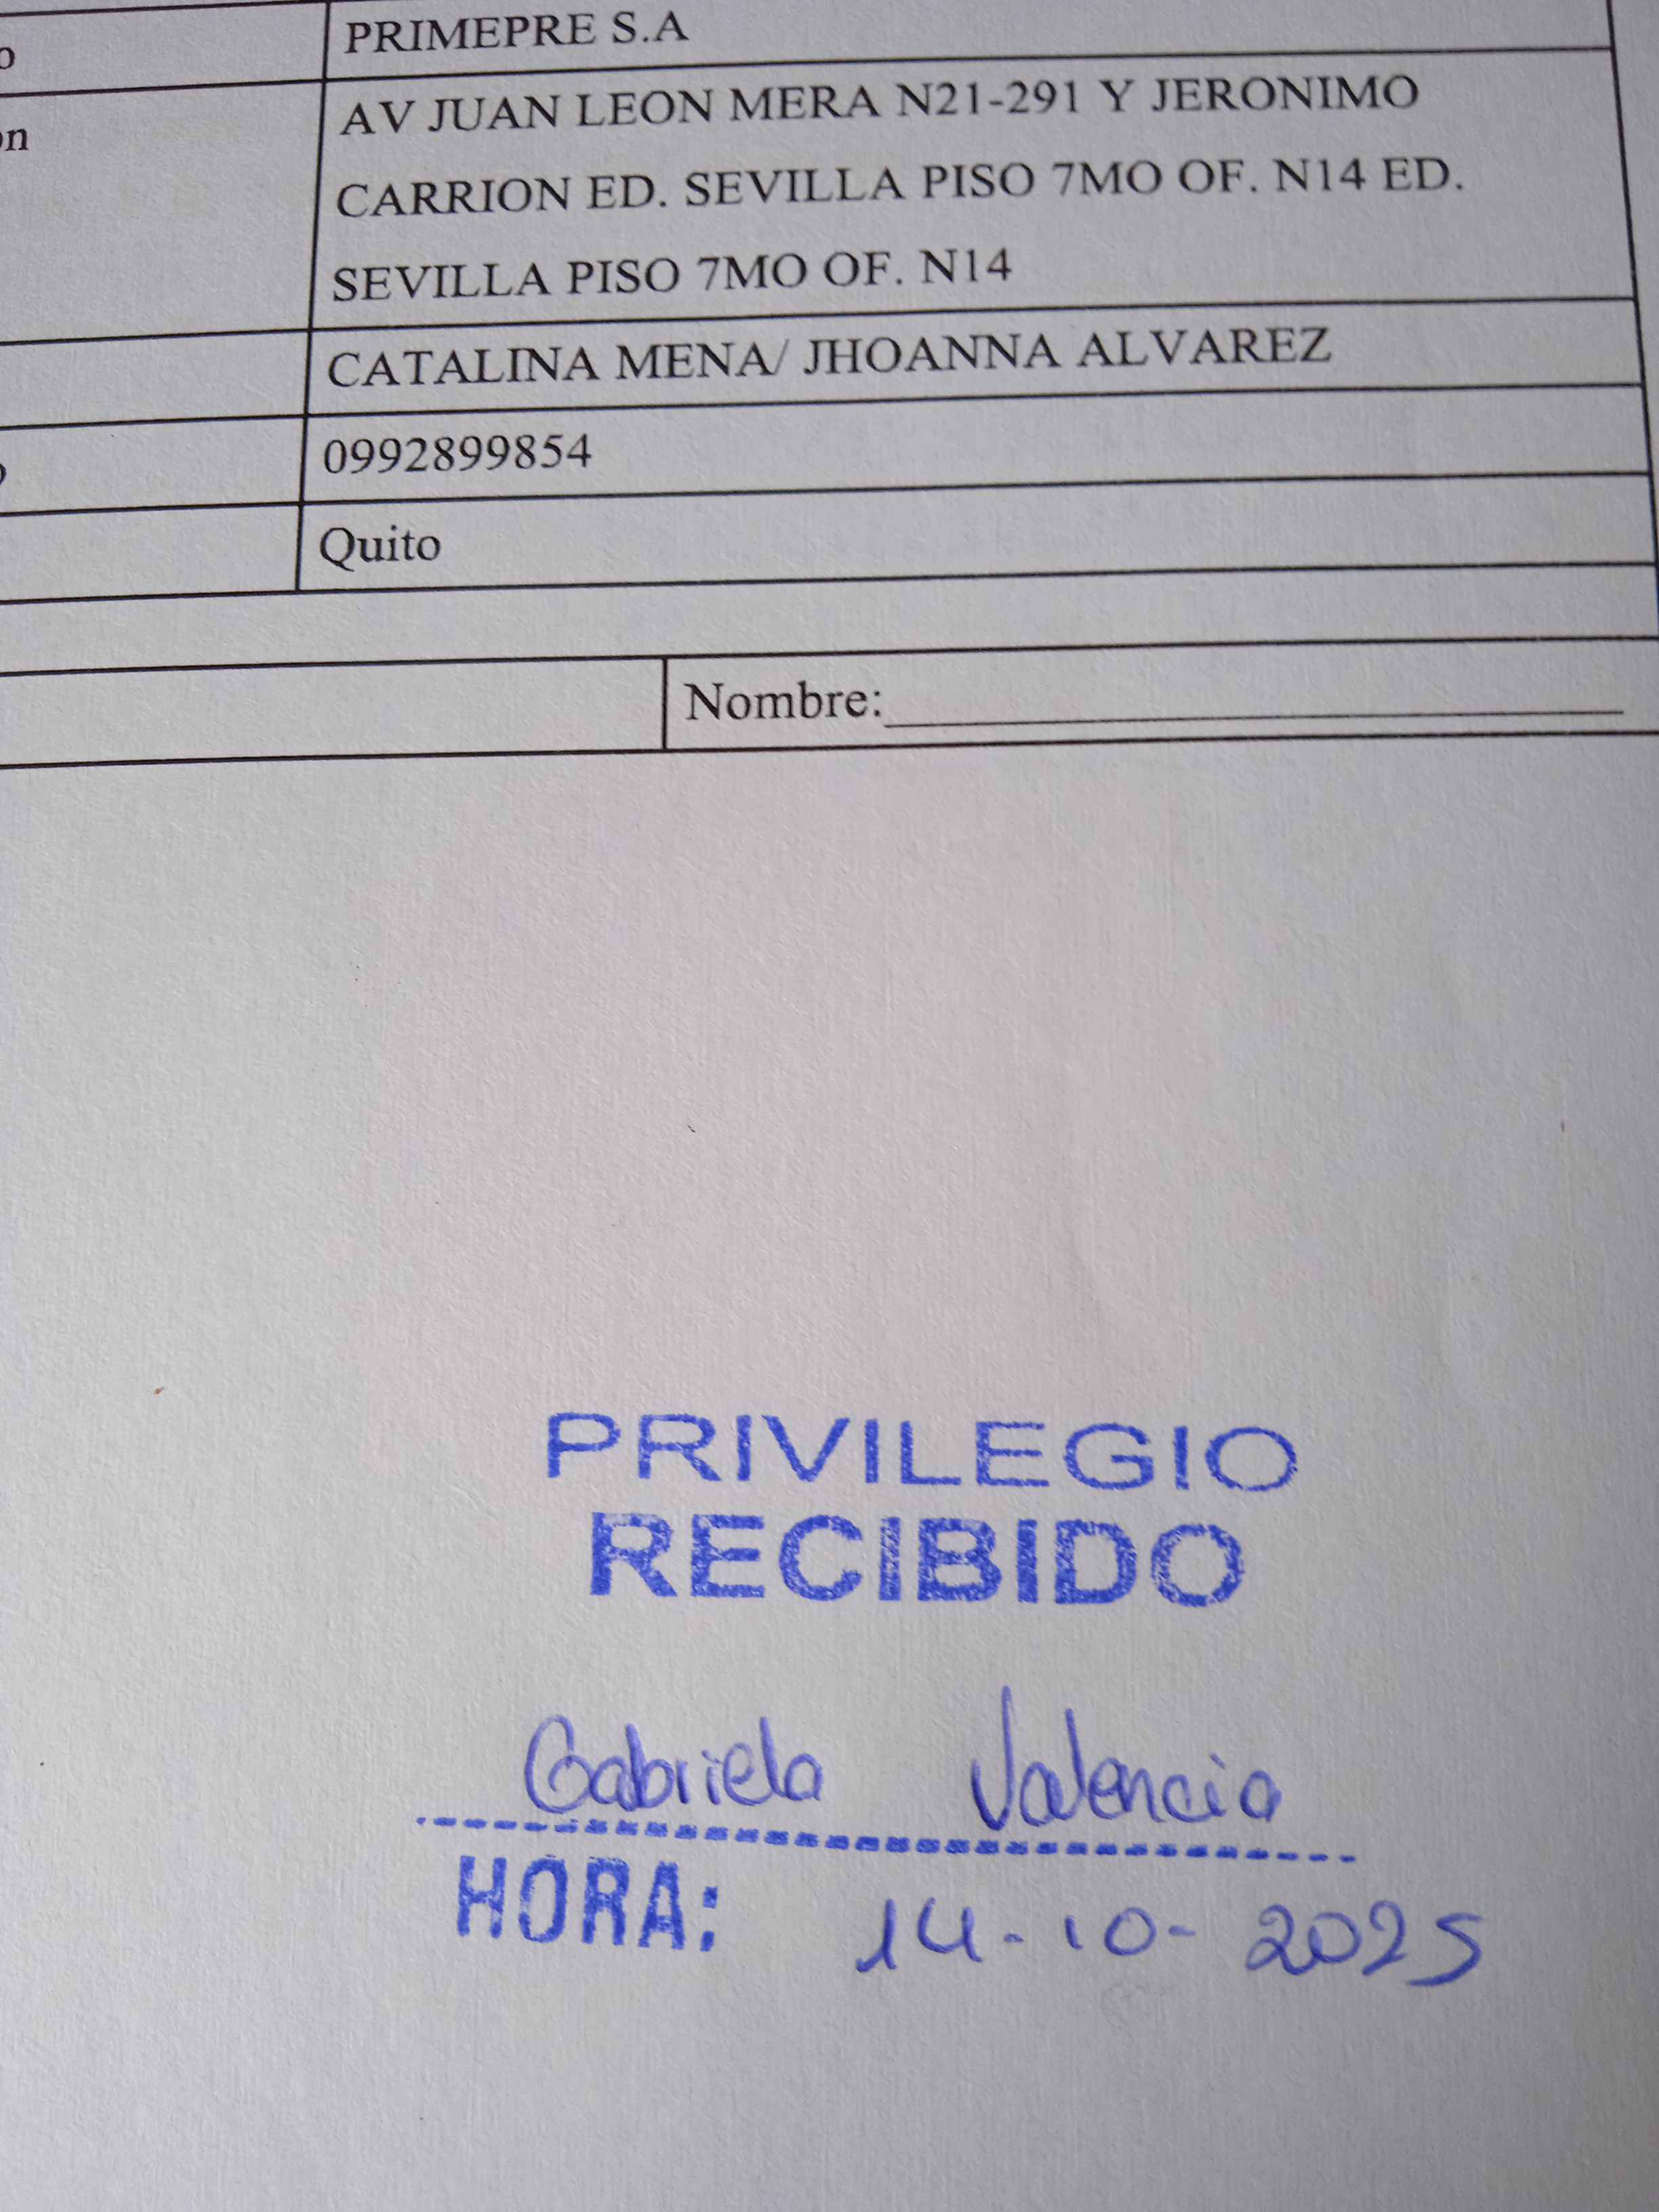 o PRIMEPRE S.A
ón AV JUAN LEON MERA N21-291 Y JERONIMO
CARRION ED. SEVILLA PISO 7MO OF. N14 ED.
SEVILLA PISO 7MO OF. N14
CATALINA MENA/ JHOANNA ALVAREZ
o 0992899854
Quito
Nombre:
PRIVILEGIO
RECIBIDO
Gabriela Valencia
HORA: 14-10-2025